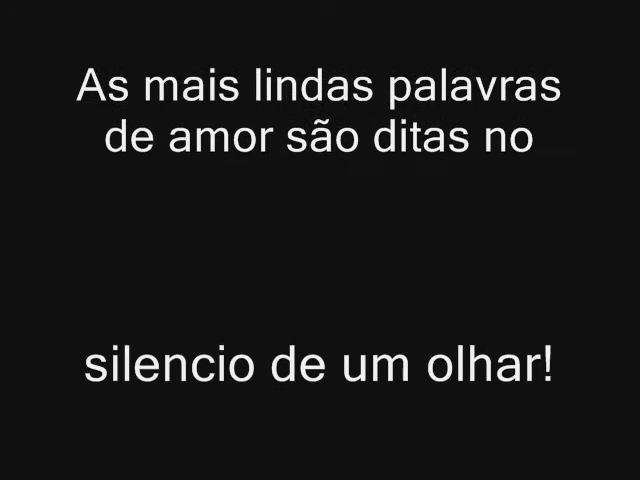 As mais lindas palavras
de amor são ditas no
silencio de um olhar!